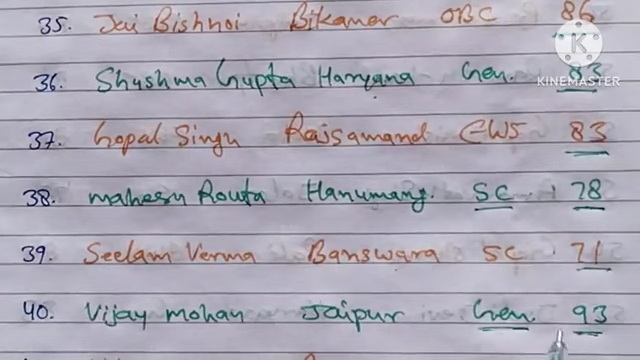 35. Jai Bishnoi Bikaner OBC 86
KINEMASTER
36. Shushma Gupta Haryana Gen. 83
37. Gopal Singh Rajsamand EWS 83
38. Mahesh Routa Hanumang. SC 78
39. Seelam Verma Banswara SC 71
40. Vijay Mohan Jaipur Gen. 93